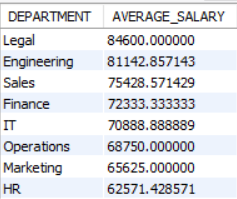 DEPARTMENT AVERAGE_SALARY
Legal 84600.000000
Engineering 81142.857143
Sales 75428.571429
Finance 72333.333333
IT 70888.888889
Operations 68750.000000
Marketing 65625.000000
HR 62571.428571